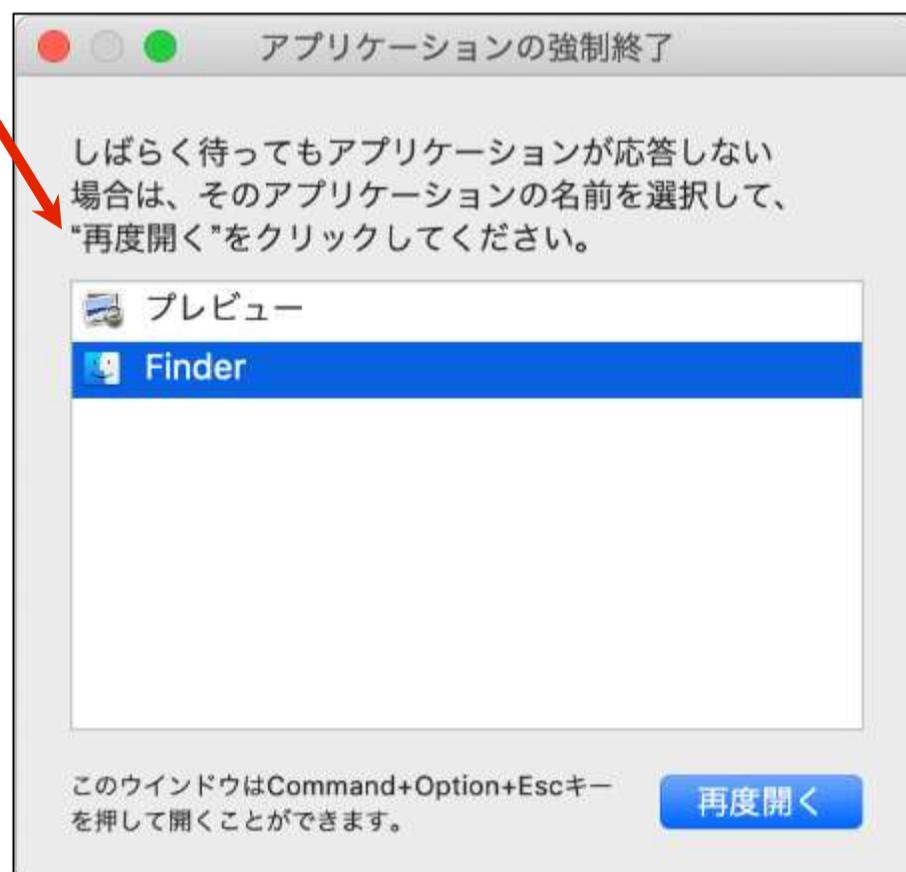 アプリケーションの強制終了
しばらく待ってもアプリケーションが応答しない
場合は、そのアプリケーションの名前を選択して、
“再度開く”をクリックしてください。
プレビュー
Finder
このウインドウはCommand+Option+Escキー
を押して開くことができます。
再度開く